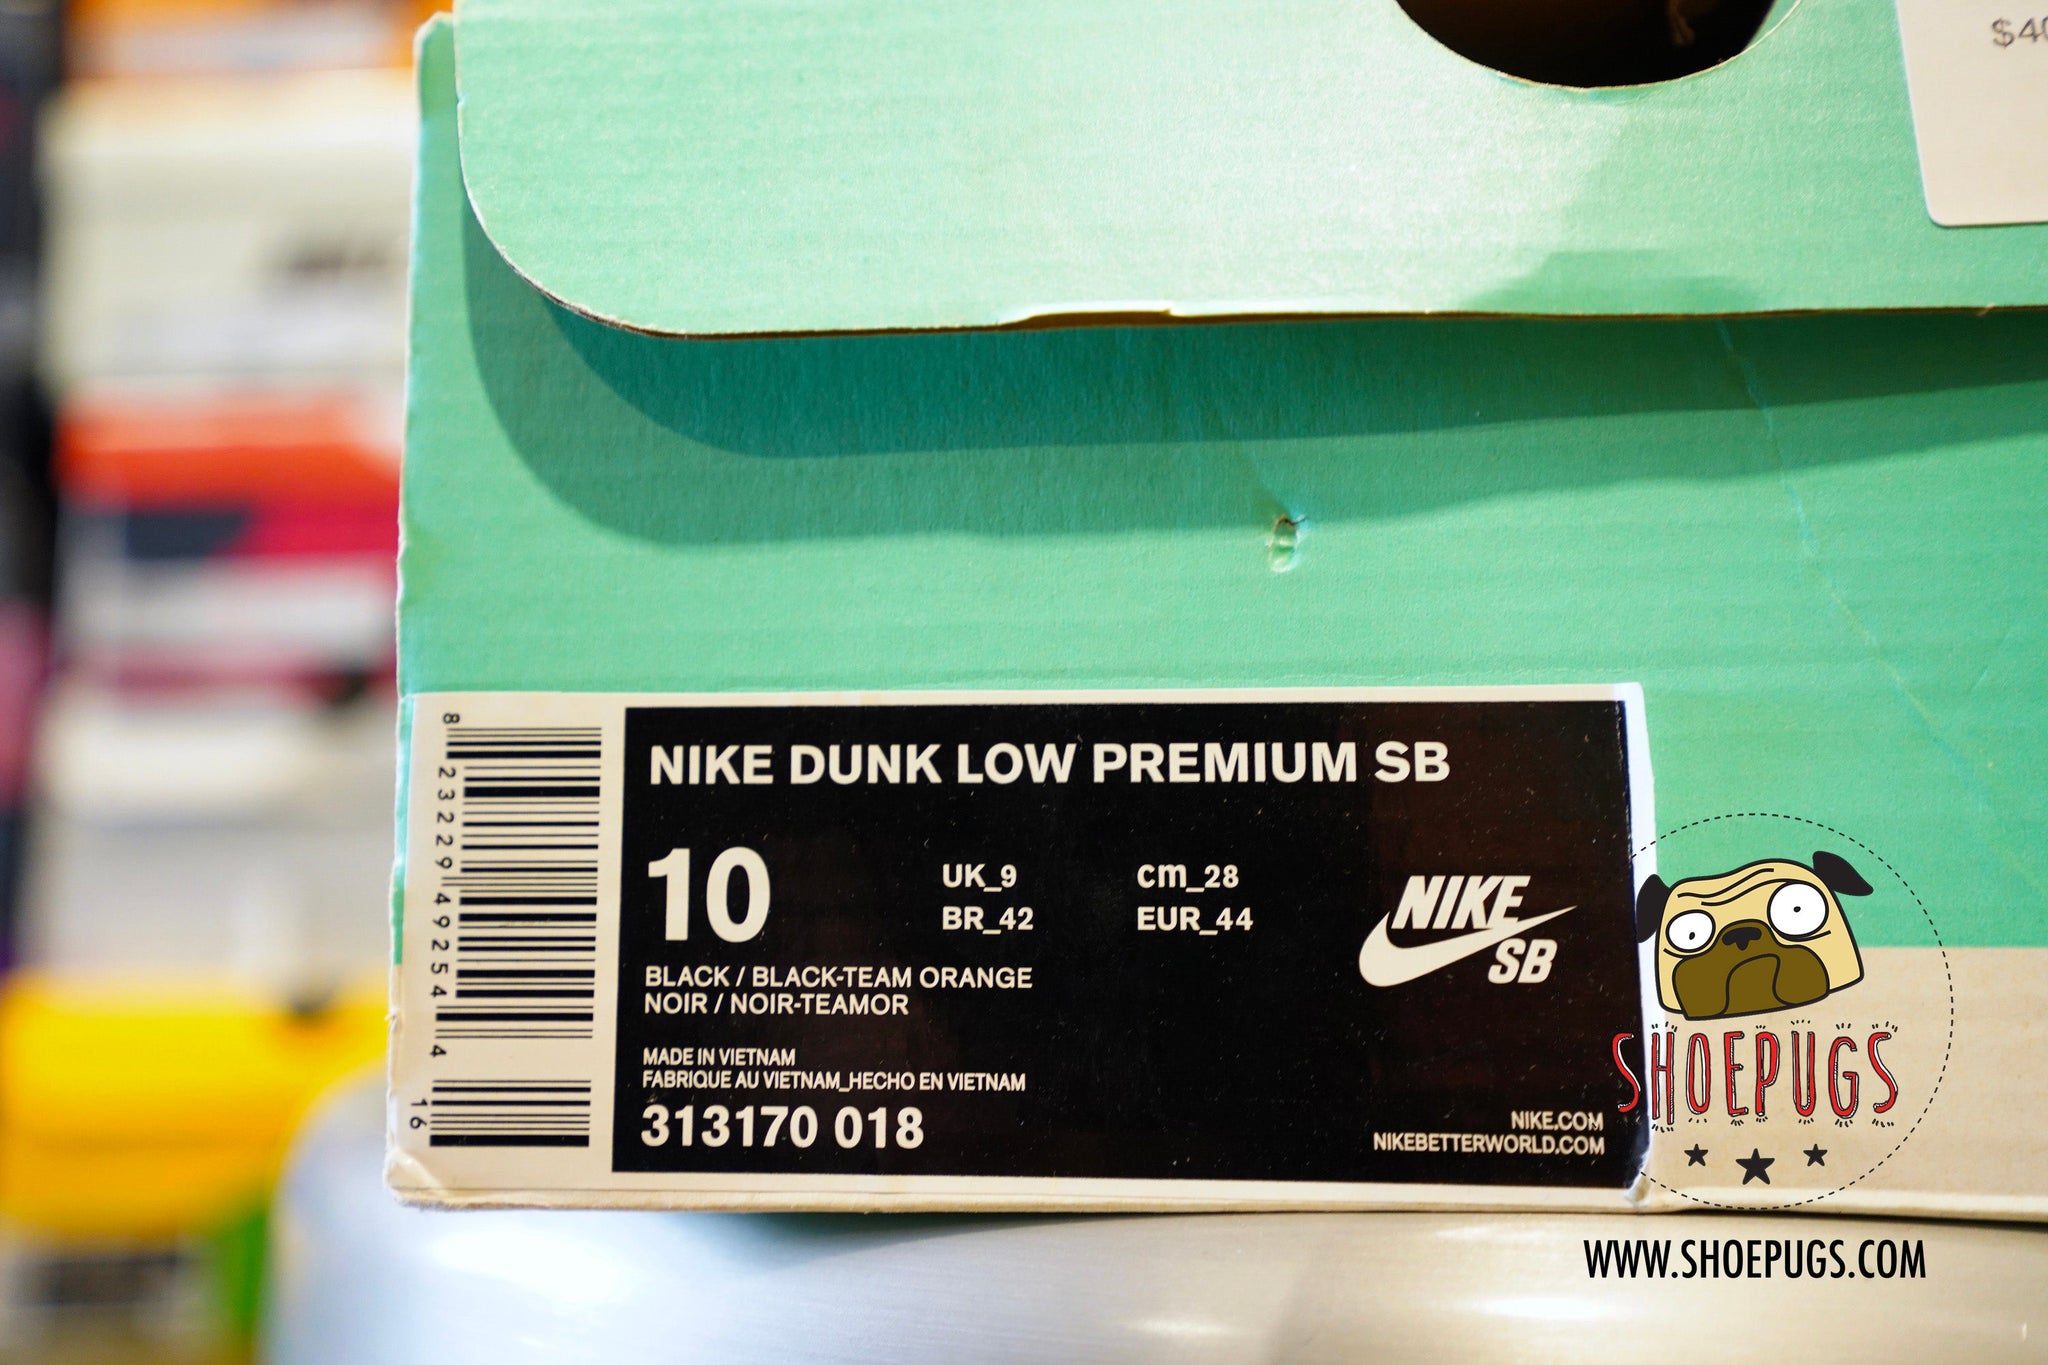 NIKE DUNK LOW PREMIUM SB
10
UK_9
cm_28
BR_42
EUR_44
NIKE
SB
BLACK / BLACK-TEAM ORANGE
NOIR / NOIR-TEAMOR
MADE IN VIETNAM
FABRIQUE AU VIETNAM_HECHO EN VIETNAM
313170 018
NIKE.COM
NIKEBETTERWORLD.COM
8 23229 49254 4
16
SHOEPUGS
WWW.SHOEPUGS.COM